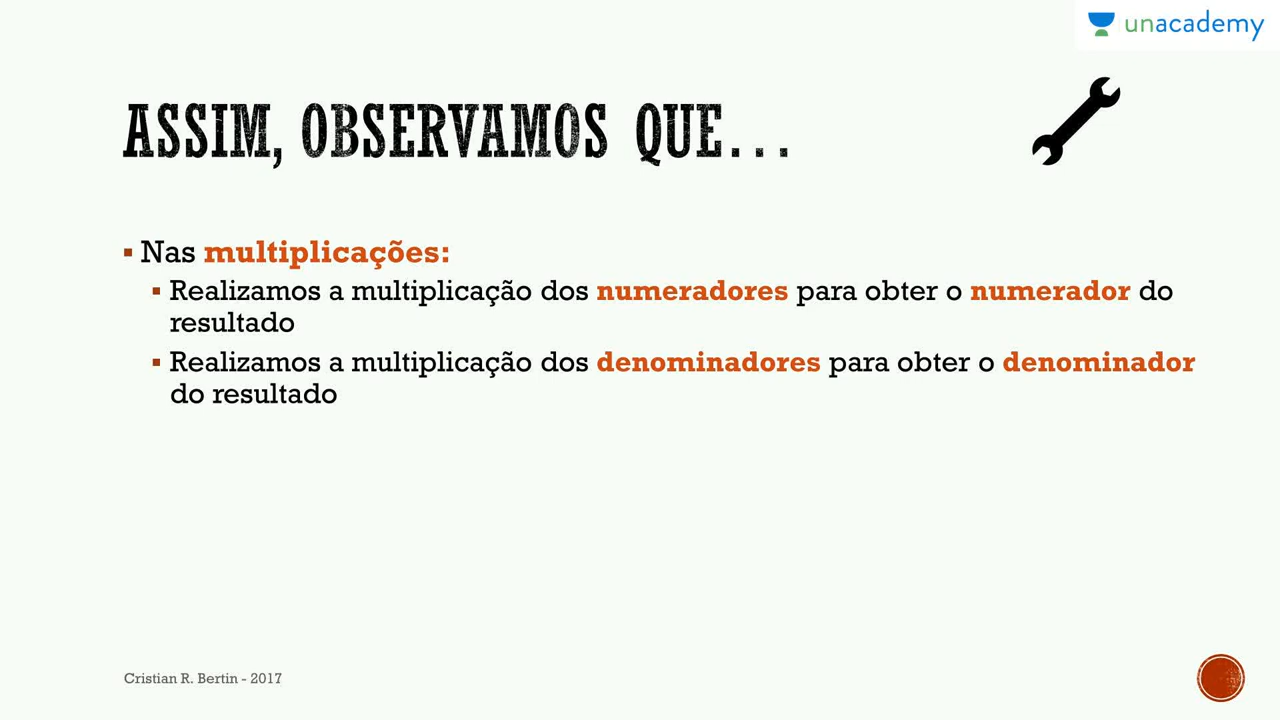 unacademy
ASSIM, OBSERVAMOS QUE...
Nas multiplicações:
Realizamos a multiplicação dos numeradores para obter o numerador do
resultado
Realizamos a multiplicação dos denominadores para obter o denominador
do resultado
Cristian R. Bertin - 2017